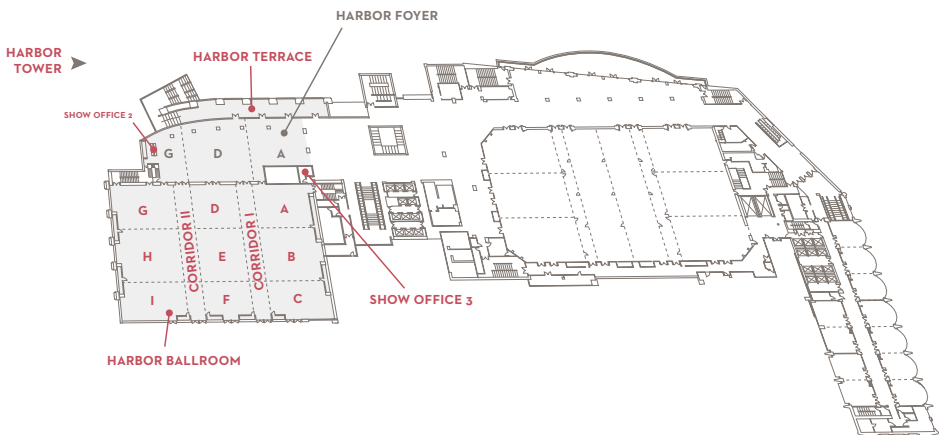 HARBOR FOYER
HARBOR
TOWER
HARBOR TERRACE
SHOW OFFICE 2
G D A
G D A
CORRIDOR II
CORRIDOR I
H E B
I F C
SHOW OFFICE 3
HARBOR BALLROOM